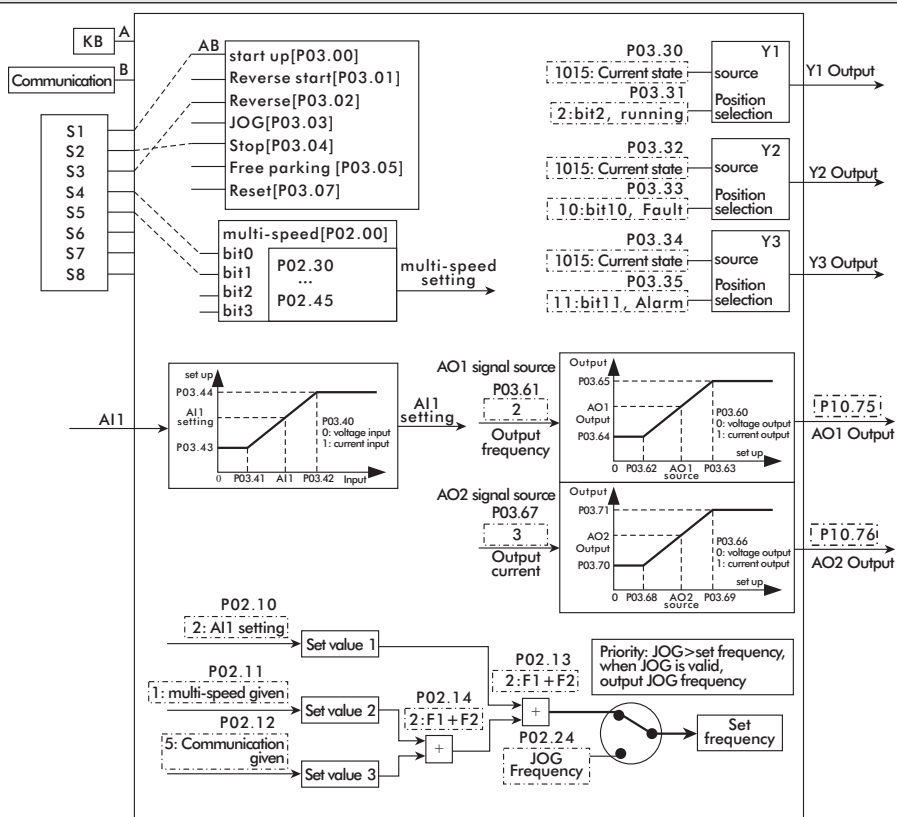 KB
A
Communication
B
S1
S2
S3
S4
S5
S6
S7
S8
AB
start up[P03.00]
Reverse start[P03.01]
Reverse[P03.02]
JOG[P03.03]
Stop[P03.04]
Free parking [P03.05]
Reset[P03.07]
multi-speed[P02.00]
bit0
bit1
bit2
bit3
P02.30
...
P02.45
multi-speed
setting
P03.30
1015: Current state
P03.31
2:bit2, running
Y1
source
Position
selection
Y1 Output
P03.32
1015: Current state
P03.33
10:bit10, Fault
Y2
source
Position
selection
Y2 Output
P03.34
1015: Current state
P03.35
11:bit11, Alarm
Y3
source
Position
selection
Y3 Output
AI1
set up
P03.44
AI1
setting
P03.43
P03.40
0: voltage input
1: current input
0 P03.41 AI1 P03.42 Input
AI1
setting
AO1 signal source
P03.61
2
Output
frequency
Output
P03.65
AO1
Output
P03.64
P03.60
0: voltage output
1: current output
set up
0 P03.62 AO1 P03.63
source
P10.75
AO1 Output
AO2 signal source
P03.67
3
Output
current
Output
P03.71
AO2
Output
P03.70
P03.66
0: voltage output
1: current output
set up
0 P03.68 AO2 P03.69
source
P10.76
AO2 Output
P02.10
2: AI1 setting
Set value 1
P02.11
1: multi-speed given
Set value 2
P02.12
5: Communication
given
Set value 3
P02.14
2:F1+F2
+
P02.13
2:F1+F2
+
P02.24
JOG
Frequency
Priority: JOG>set frequency,
when JOG is valid,
output JOG frequency
Set
frequency